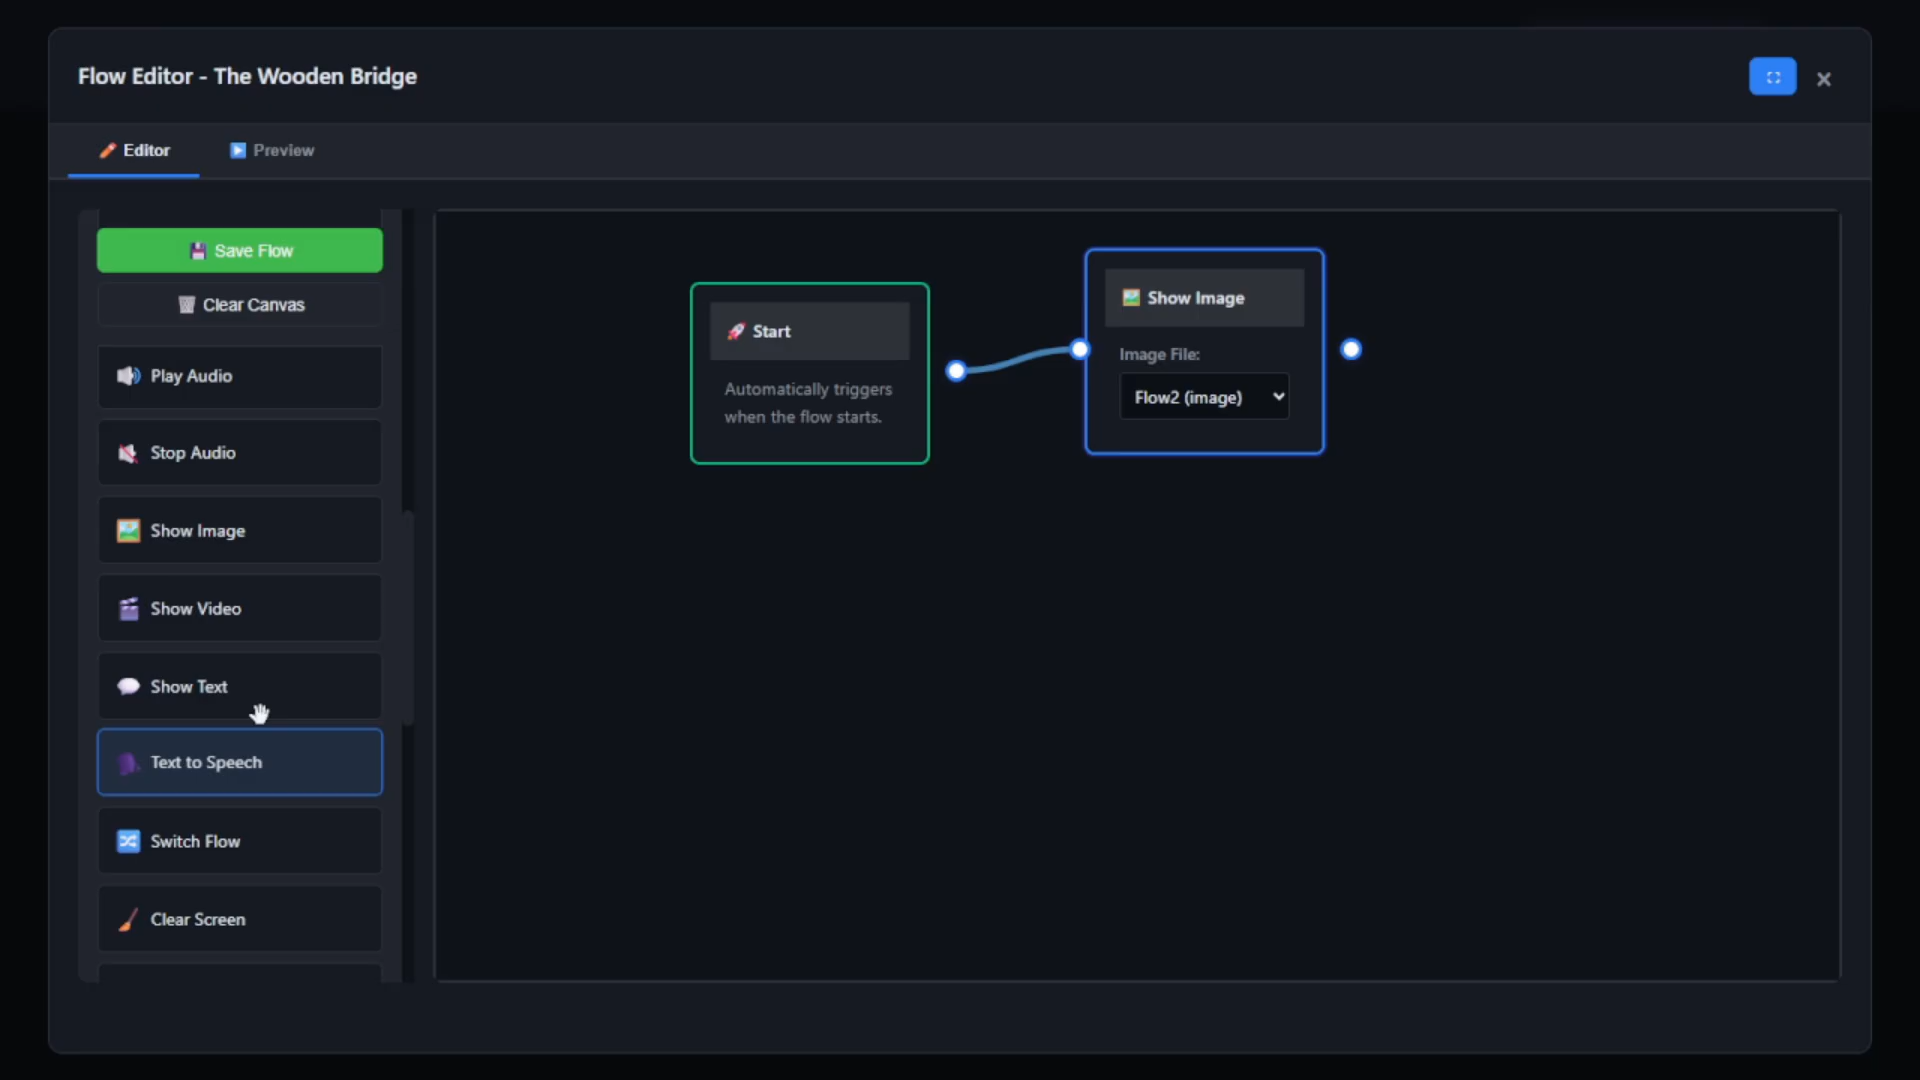 Flow Editor - The Wooden Bridge
Editor
Preview
Save Flow
Clear Canvas
Play Audio
Stop Audio
Show Image
Show Video
Show Text
Text to Speech
Switch Flow
Clear Screen
Start
Automatically triggers
when the flow starts.
Show Image
Image File:
Flow2 (image)